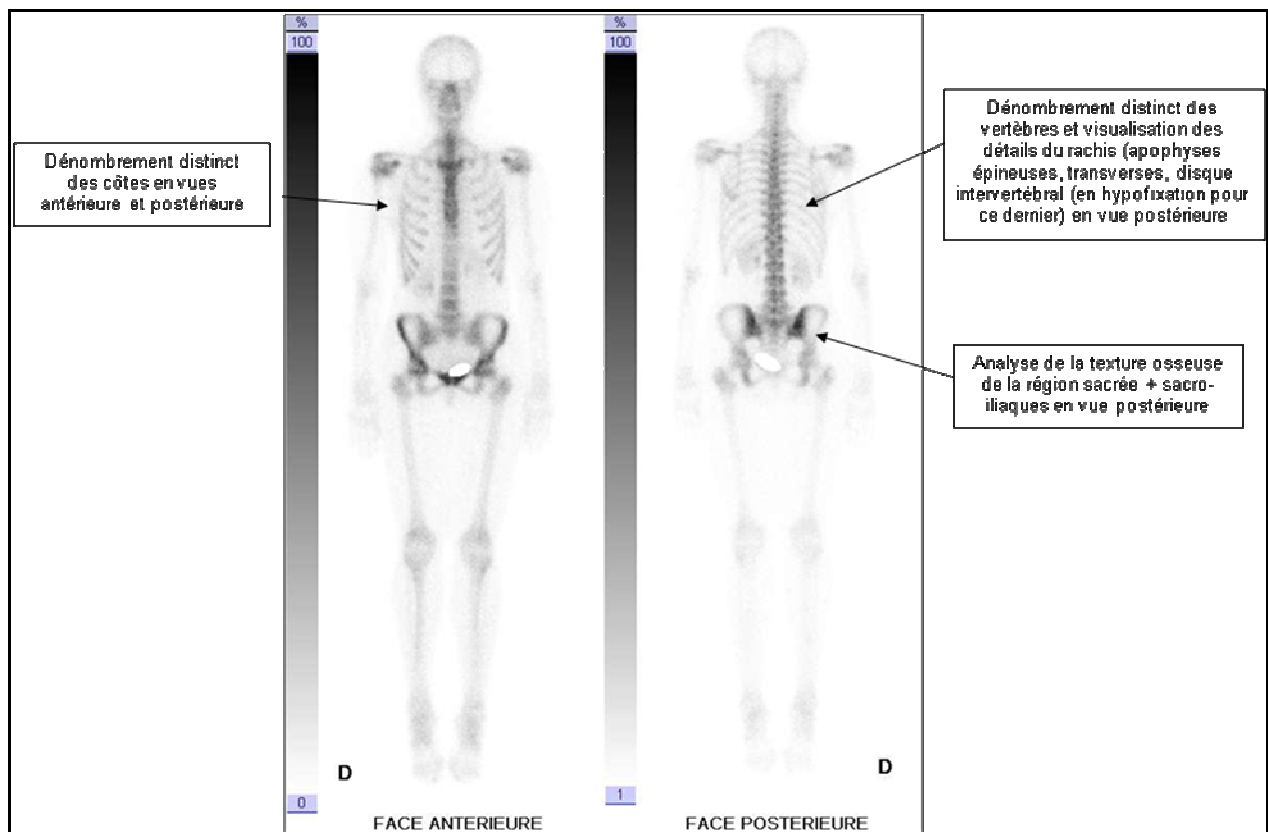 %
100
%
100
Dénombrement distinct
des côtes en vues
antérieure et postérieure
Dénombrement distinct des
vertèbres et visualisation des
détails du rachis (apophyses
épineuses, transverses, disque
intervertébral (en hypofixation pour
ce dernier) en vue postérieure
Analyse de la texture osseuse
de la région sacrée + sacro-
iliaques en vue postérieure
D
D
0
1
FACE ANTERIEURE
FACE POSTERIEURE